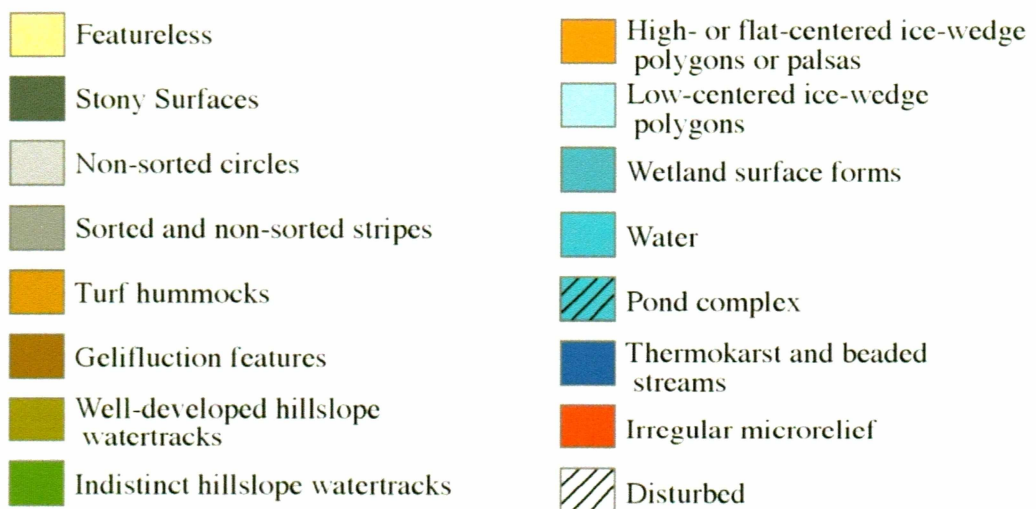 Featureless
Stony Surfaces
Non-sorted circles
Sorted and non-sorted stripes
Turf hummocks
Gelifluction features
Well-developed hillslope
watertracks
Indistinct hillslope watertracks
High- or flat-centered ice-wedge
polygons or palsas
Low-centered ice-wedge
polygons
Wetland surface forms
Water
Pond complex
Thermokarst and beaded
streams
Irregular microrelief
Disturbed